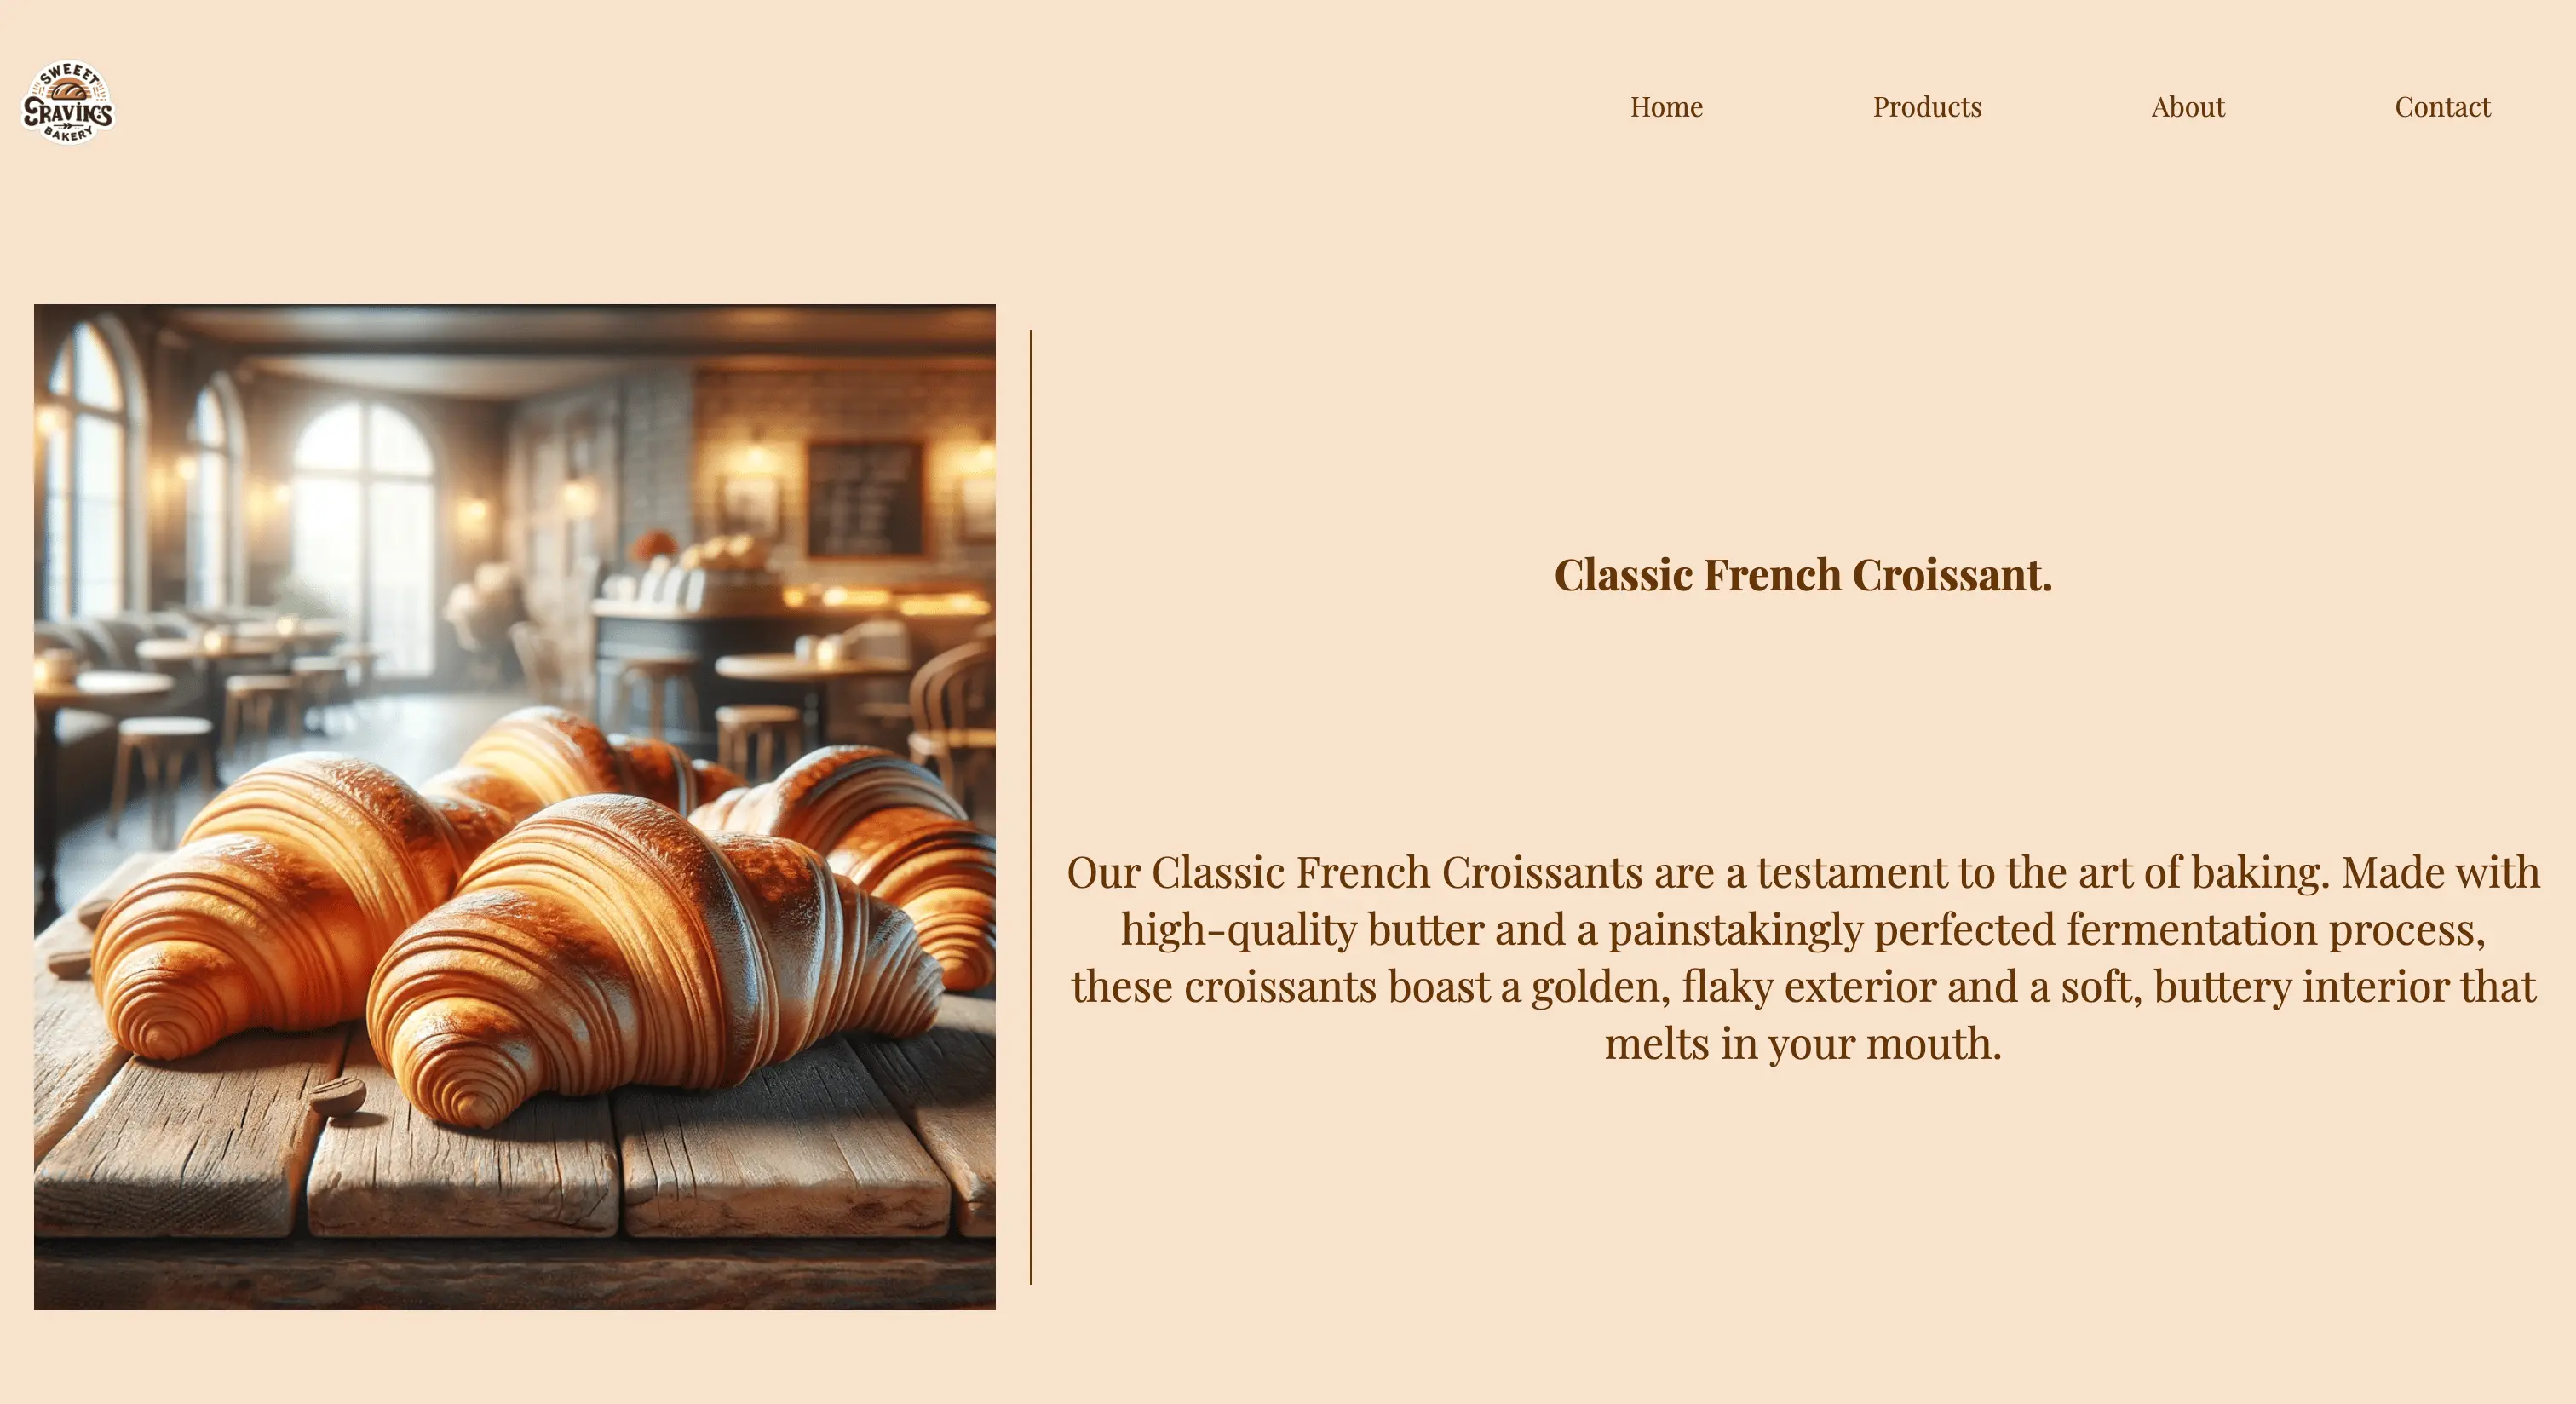 SWEEET
CRAVINGS
BAKERY
Home
Products
About
Contact
Classic French Croissant.
Our Classic French Croissants are a testament to the art of baking. Made with
high-quality butter and a painstakingly perfected fermentation process,
these croissants boast a golden, flaky exterior and a soft, buttery interior that
melts in your mouth.